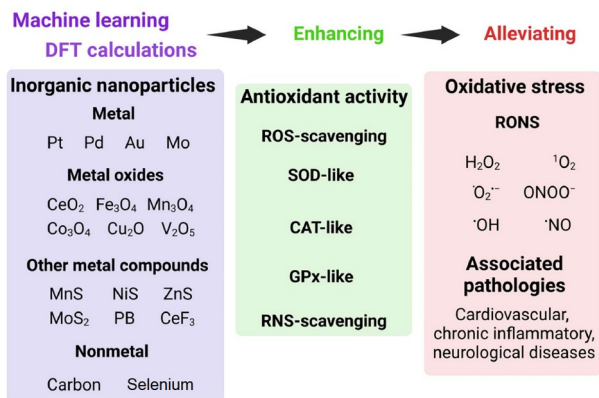 Machine learning
DFT calculations
Enhancing
Alleviating
Inorganic nanoparticles
Metal
Pt Pd Au Mo
Metal oxides
CeO₂ Fe₃O₄ Mn₃O₄
Co₃O₄ Cu₂O V₂O₅
Other metal compounds
MnS NiS ZnS
MoS₂ PB CeF₃
Nonmetal
Carbon Selenium
Antioxidant activity
ROS-scavenging
SOD-like
CAT-like
GPx-like
RNS-scavenging
Oxidative stress
RONS
H₂O₂ ¹O₂
˙O₂˙⁻ ONOO⁻
˙OH ˙NO
Associated
pathologies
Cardiovascular,
chronic inflammatory,
neurological diseases